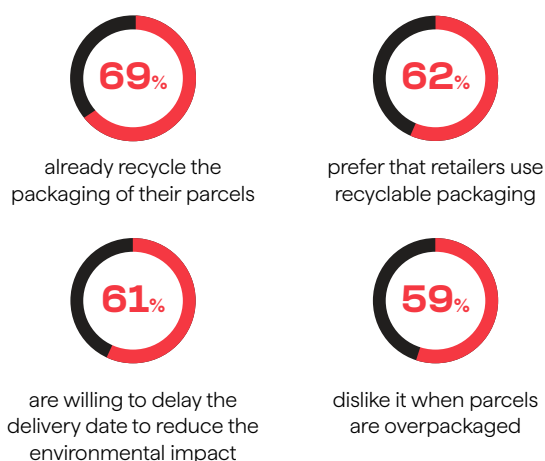 69%
already recycle the
packaging of their parcels
62%
prefer that retailers use
recyclable packaging
61%
are willing to delay the
delivery date to reduce the
environmental impact
59%
dislike it when parcels
are overpackaged